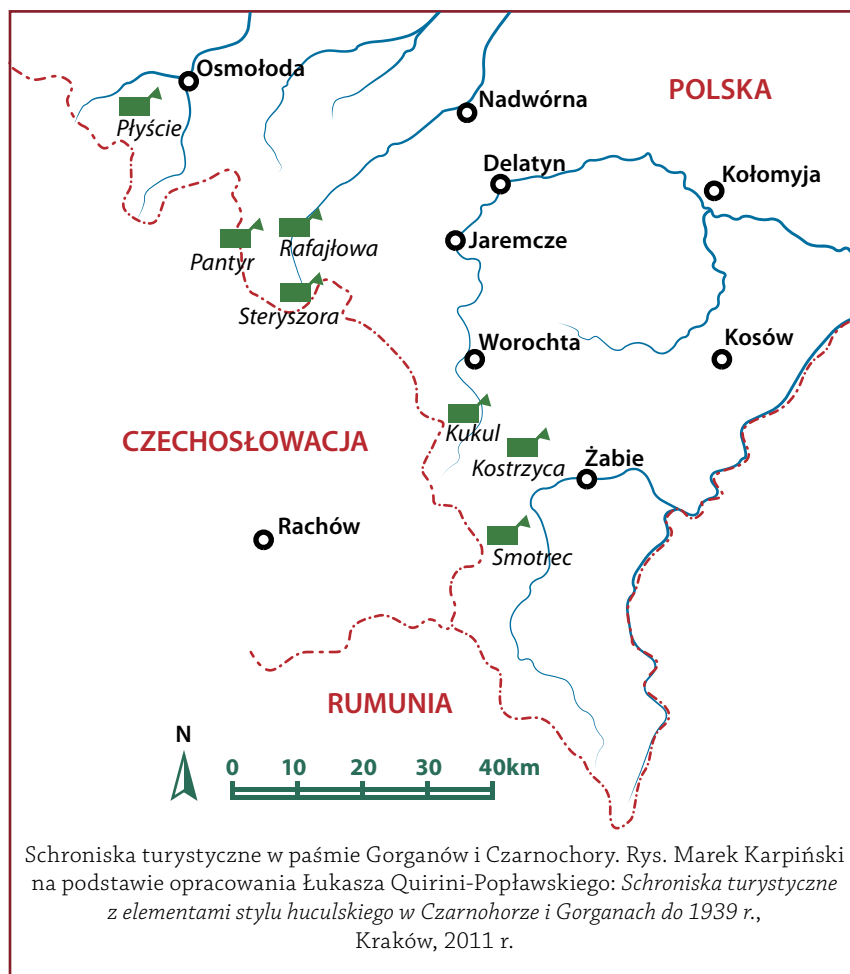 Osmołoda
Płyście
Nadwórna
POLSKA
Delatyn
Kołomyja
Pantyr
Rafajłowa
Jaremcze
Steryszora
Worochta
Kosów
CZECHOSŁOWACJA
Kukul
Kostrzyca
Żabie
Rachów
Smotrec
RUMUNIA
N
0 10 20 30 40km
Schroniska turystyczne w paśmie Gorganów i Czarnochory. Rys. Marek Karpiński
na podstawie opracowania Łukasza Quirini-Popławskiego: Schroniska turystyczne
z elementami stylu huculskiego w Czarnohorze i Gorganach do 1939 r.,
Kraków, 2011 r.